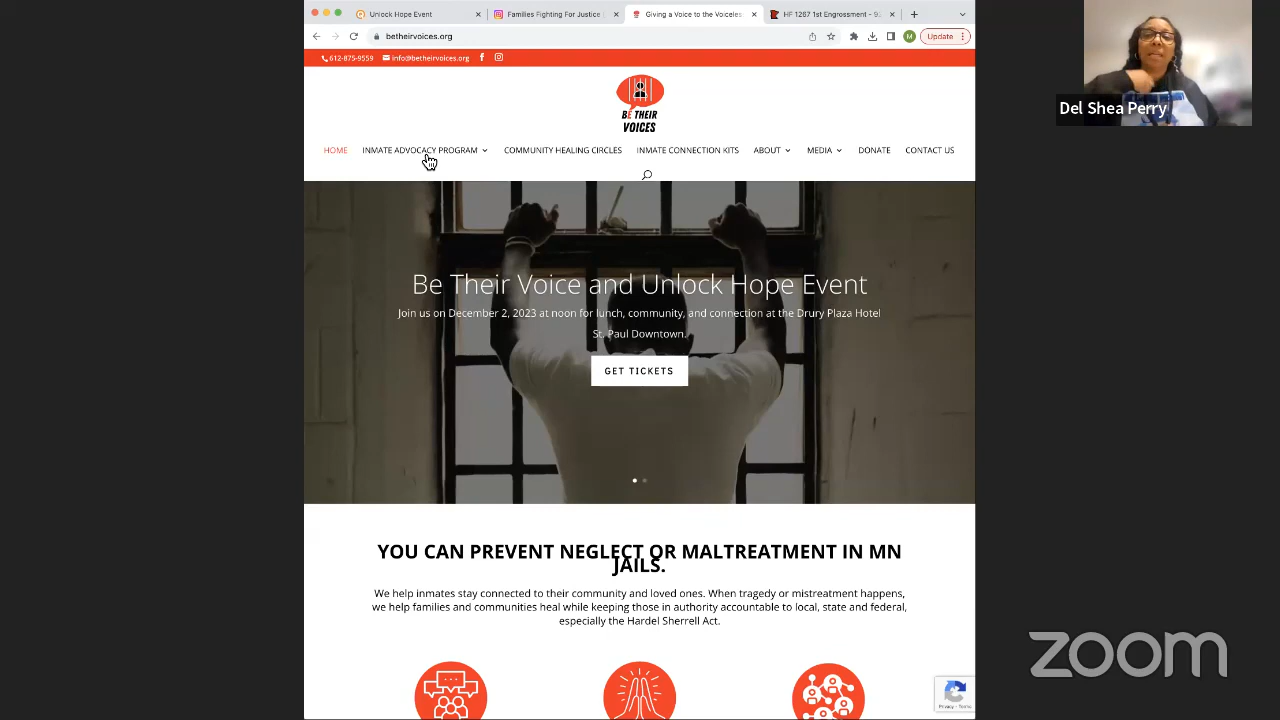 Unlock Hope Event
Families Fighting For Justice
Giving a Voice to the Voiceles
HF 1267 1st Engrossment - 9
betheirvoices.org
M
Update
612-875-9559
info@betheirvoices.org
BE THEIR
VOICES
HOME
INMATE ADVOCACY PROGRAM
COMMUNITY HEALING CIRCLES
INMATE CONNECTION KITS
ABOUT
MEDIA
DONATE
CONTACT US
Be Their Voice and Unlock Hope Event
Join us on December 2, 2023 at noon for lunch, community, and connection at the Drury Plaza Hotel
St. Paul Downtown.
GET TICKETS
YOU CAN PREVENT NEGLECT OR MALTREATMENT IN MN
JAILS.
We help inmates stay connected to their community and loved ones. When tragedy or mistreatment happens,
we help families and communities heal while keeping those in authority accountable to local, state and federal,
especially the Hardel Sherrell Act.
Privacy - Terms
Del Shea Perry
zoom